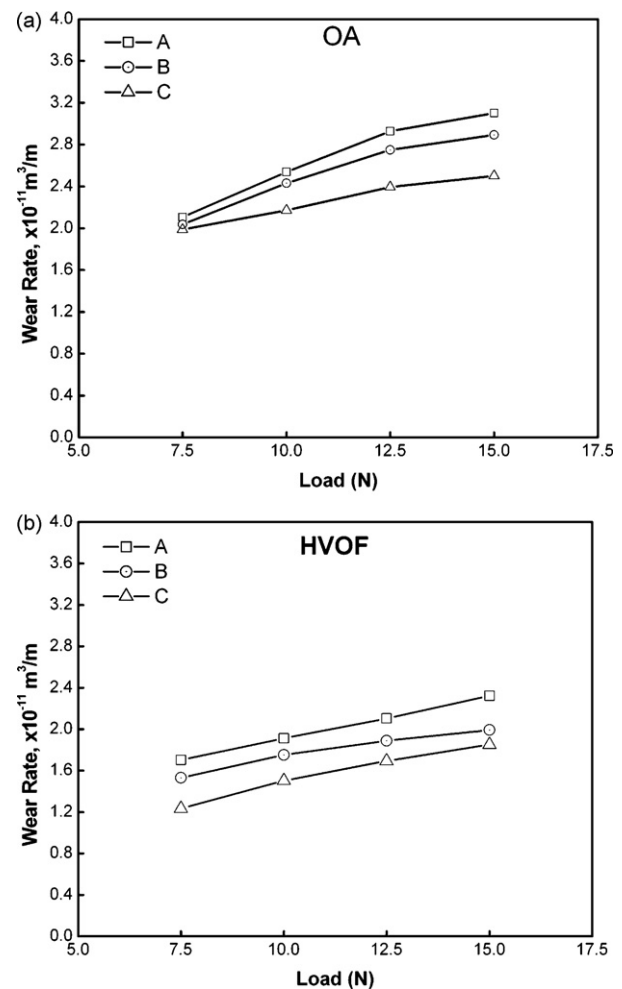 (a)
OA
A
B
C
4.0
3.6
3.2
2.8
2.4
2.0
1.6
1.2
0.8
0.4
0.0
Wear Rate, x10⁻¹¹ m³/m
5.0 7.5 10.0 12.5 15.0 17.5
Load (N)
(b)
HVOF
A
B
C
4.0
3.6
3.2
2.8
2.4
2.0
1.6
1.2
0.8
0.4
0.0
Wear Rate, x10⁻¹¹ m³/m
5.0 7.5 10.0 12.5 15.0 17.5
Load (N)